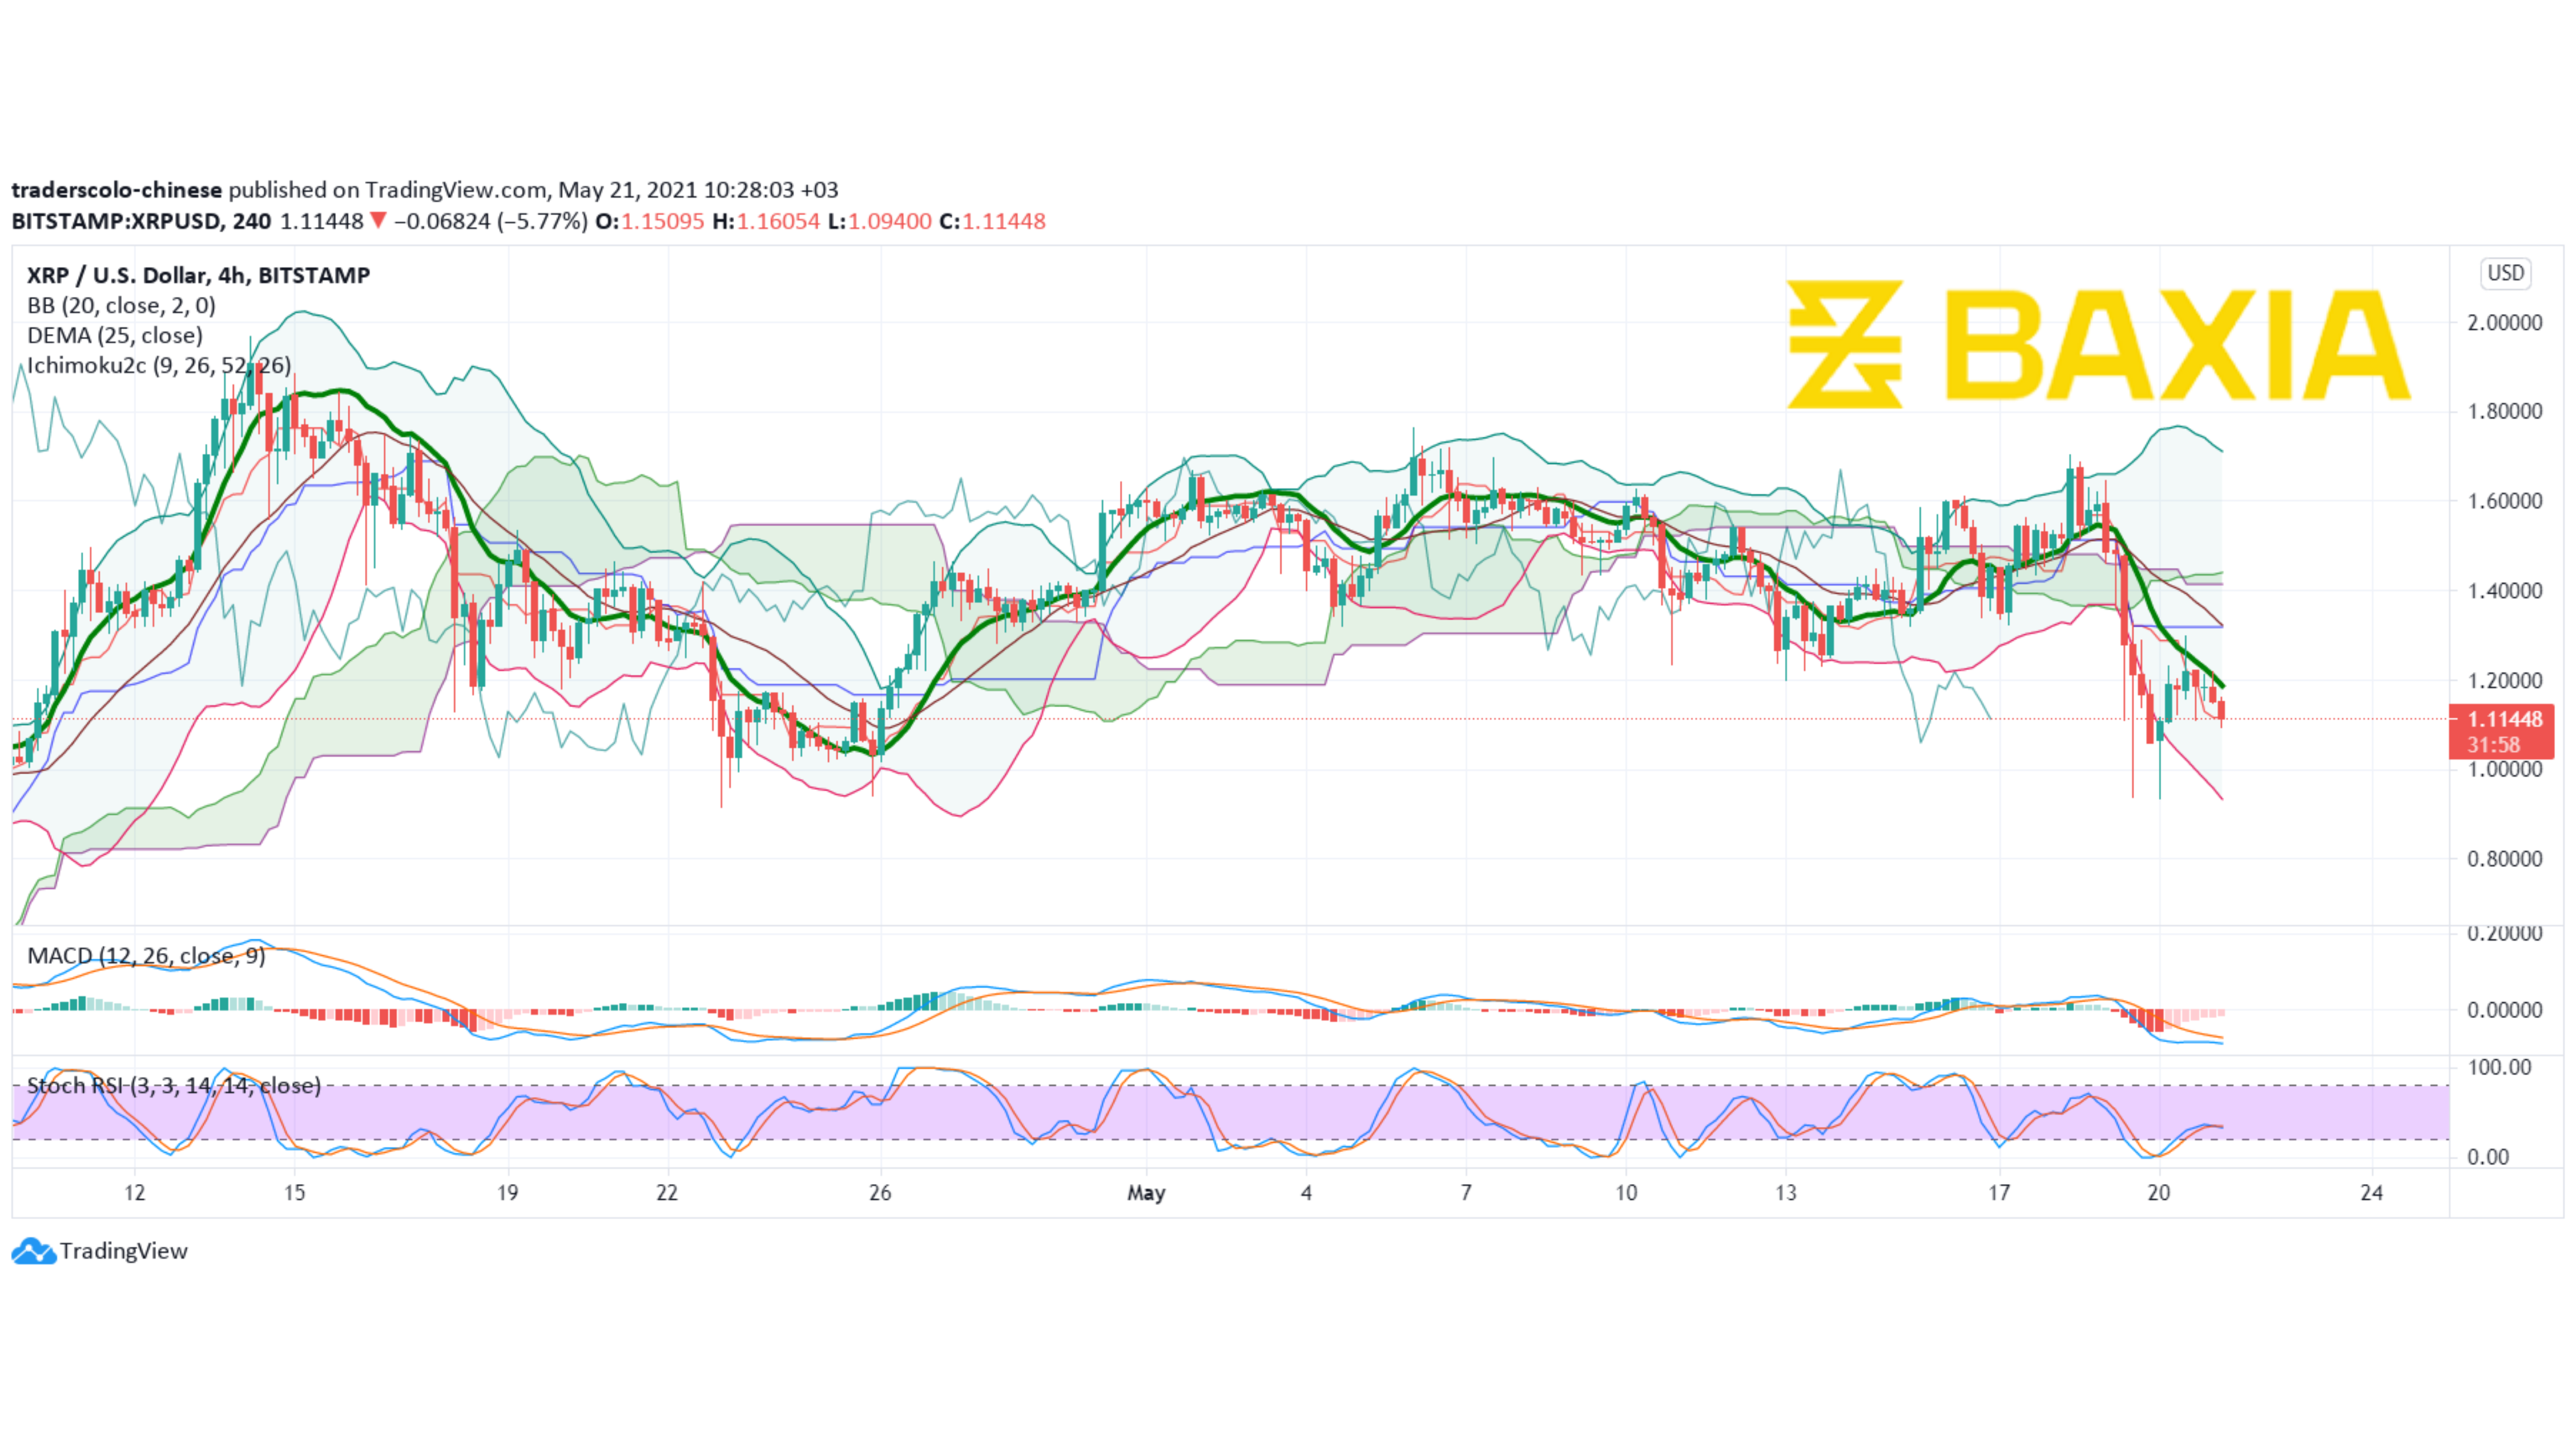 traderscolo-chinese published on TradingView.com, May 21, 2021 10:28:03 +03
BITSTAMP:XRPUSD, 240 1.11448 ▼ −0.06824 (−5.77%) O:1.15095 H:1.16054 L:1.09400 C:1.11448
XRP / U.S. Dollar, 4h, BITSTAMP
BB (20, close, 2, 0)
DEMA (25, close)
Ichimoku2c (9, 26, 52, 26)
BAXIA
USD
2.00000
1.80000
1.60000
1.40000
1.20000
1.11448
31:58
1.00000
0.80000
MACD (12, 26, close, 9)
0.20000
0.00000
Stoch RSI (3, 3, 14, 14, close)
100.00
0.00
12 15 19 22 26 May 4 7 10 13 17 20 24
TradingView